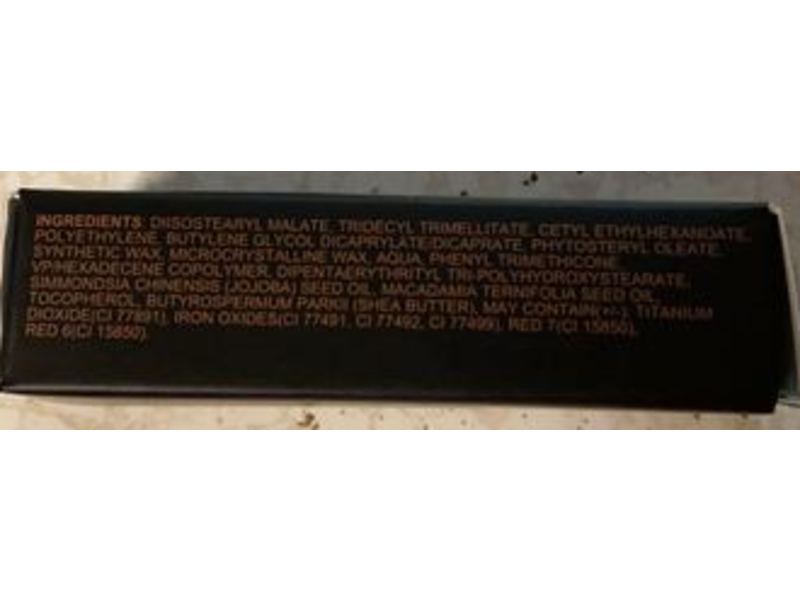 INGREDIENTS: DIISOSTEARYL MALATE, TRIDECYL TRIMELLITATE, CETYL ETHYLHEXANOATE,
POLYETHYLENE, BUTYLENE GLYCOL DICAPRYLATE/DICAPRATE, PHYTOSTERYL OLEATE,
SYNTHETIC WAX, MICROCRYSTALLINE WAX, AQUA, PHENYL TRIMETHICONE,
VP/HEXADECENE COPOLYMER, DIPENTAERYTHRITYL TRI-POLYHYDROXYSTEARATE,
SIMMONDSIA CHINENSIS (JOJOBA) SEED OIL, MACADAMIA TERNIFOLIA SEED OIL,
TOCOPHEROL, BUTYROSPERMUM PARKII (SHEA BUTTER), MAY CONTAIN(+/-): TITANIUM
DIOXIDE(CI 77891), IRON OXIDES(CI 77491, CI 77492, CI 77499), RED 7(CI 15850),
RED 6(CI 15850).